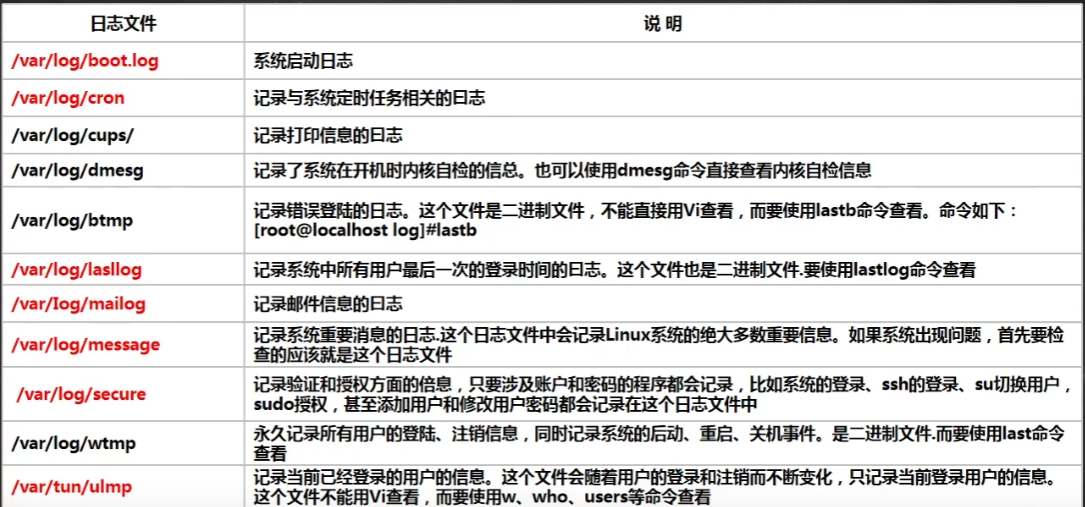 日志文件
说 明
/var/log/boot.log
系统启动日志
/var/log/cron
记录与系统定时任务相关的曰志
/var/log/cups/
记录打印信息的曰志
/var/log/dmesg
记录了系统在开机时内核自检的信总。也可以使用dmesg命令直接查看内核自检信息
/var/log/btmp
记录错误登陆的日志。这个文件是二进制文件，不能直接用Vi查看，而要使用lastb命令查看。命令如下：
[root@localhost log]#lastb
/var/log/lasllog
记录系统中所有用户最后一次的登录时间的曰志。这个文件也是二进制文件.要使用lastlog命令查看
/var/Iog/mailog
记录邮件信息的曰志
/var/log/message
记录系统重要消息的曰志.这个日志文件中会记录Linux系统的绝大多数重要信息。如果系统出现问题，首先要检
查的应该就是这个日志文件
/var/log/secure
记录验证和授权方面的倍息，只要涉及账户和密码的程序都会记录，比如系统的登录、ssh的登录、su切换用户，
sudo授权，甚至添加用户和修改用户密码都会记录在这个日志文件中
/var/log/wtmp
永久记录所有用户的登陆、注销信息，同时记录系统的后动、重启、关机事件。是二进制文件.而要使用last命令
查看
/var/tun/ulmp
记录当前已经登录的用户的信息。这个文件会随着用户的登录和注销而不断变化，只记录当前登录用户的信息。
这个文件不能用Vi查看，而要使用w、who、users等命令查看